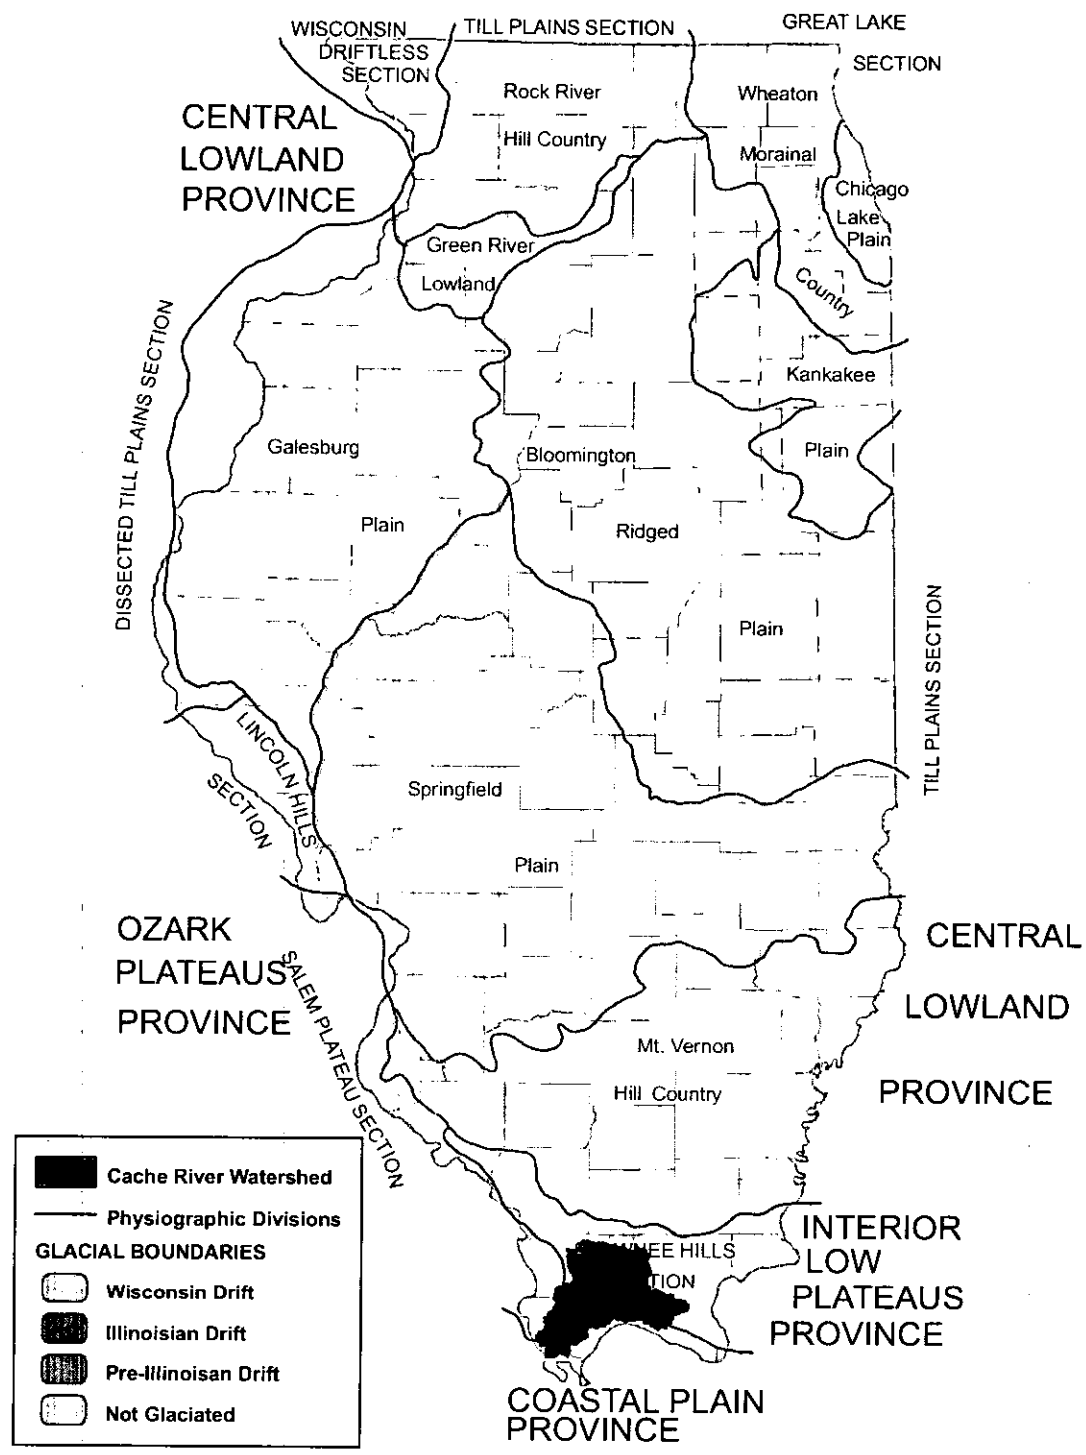 WISCONSIN
DRIFTLESS
SECTION
TILL PLAINS SECTION
GREAT LAKE
SECTION
CENTRAL
LOWLAND
PROVINCE
Rock River
Hill Country
Wheaton
Morainal
Country
Chicago
Lake
Plain
Green River
Lowland
DISSECTED TILL PLAINS SECTION
Kankakee
Plain
Galesburg
Plain
Bloomington
Ridged
Plain
TILL PLAINS SECTION
LINCOLN HILLS
SECTION
Springfield
Plain
OZARK
PLATEAUS
PROVINCE
SALEM PLATEAU SECTION
CENTRAL
LOWLAND
PROVINCE
Mt. Vernon
Hill Country
INTERIOR
LOW
PLATEAUS
PROVINCE
HILLS
COASTAL PLAIN
PROVINCE
Cache River Watershed
Physiographic Divisions
GLACIAL BOUNDARIES
Wisconsin Drift
Illinoisian Drift
Pre-Illinoisan Drift
Not Glaciated